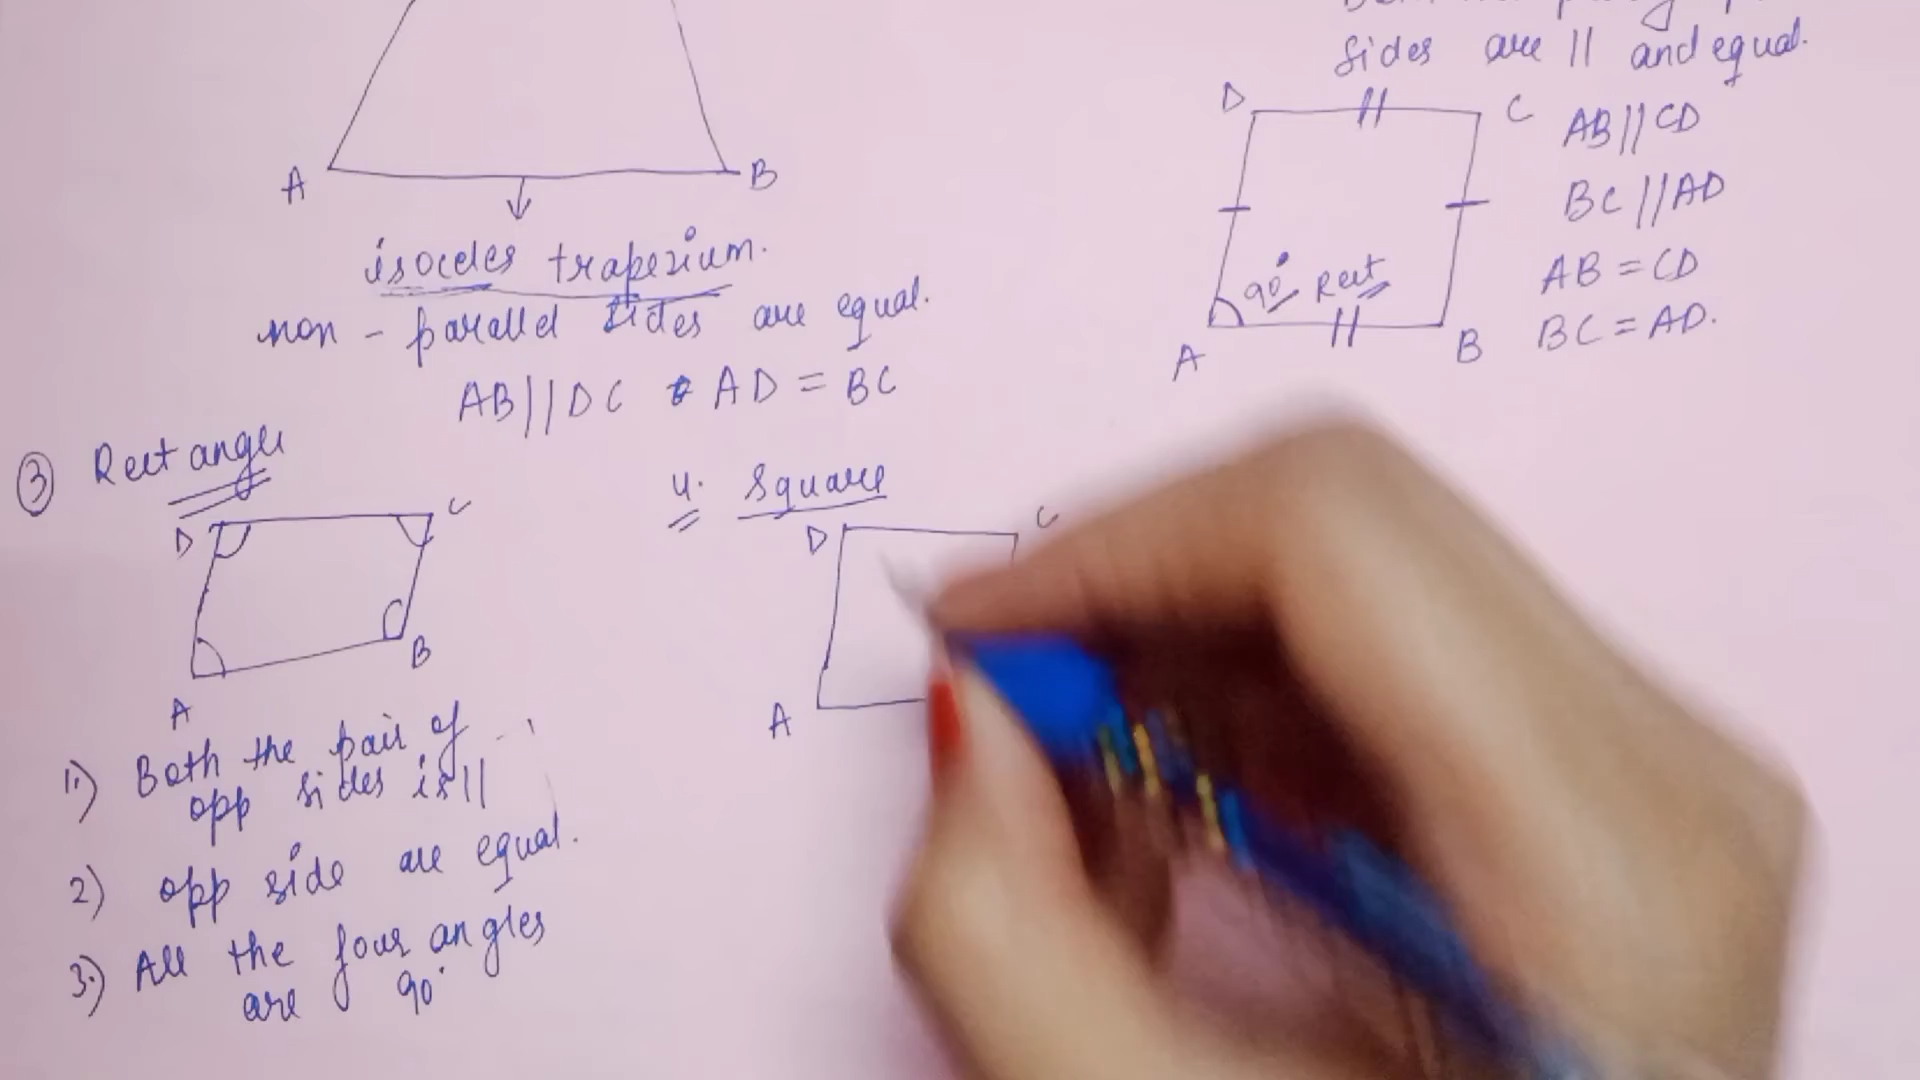 sides are || and equal.
D C AB||CD
BC||AD
AB = CD
90° Rect
A B BC = AD.
A B
isoceles trapezium.
non - parallel sides are equal.
AB||DC AD = BC
③ Rectangle
D C
A B
1.) Both the pair of
opp sides is ||
2) opp side are equal.
3.) All the four angles
are 90°
4. Square
D C
A